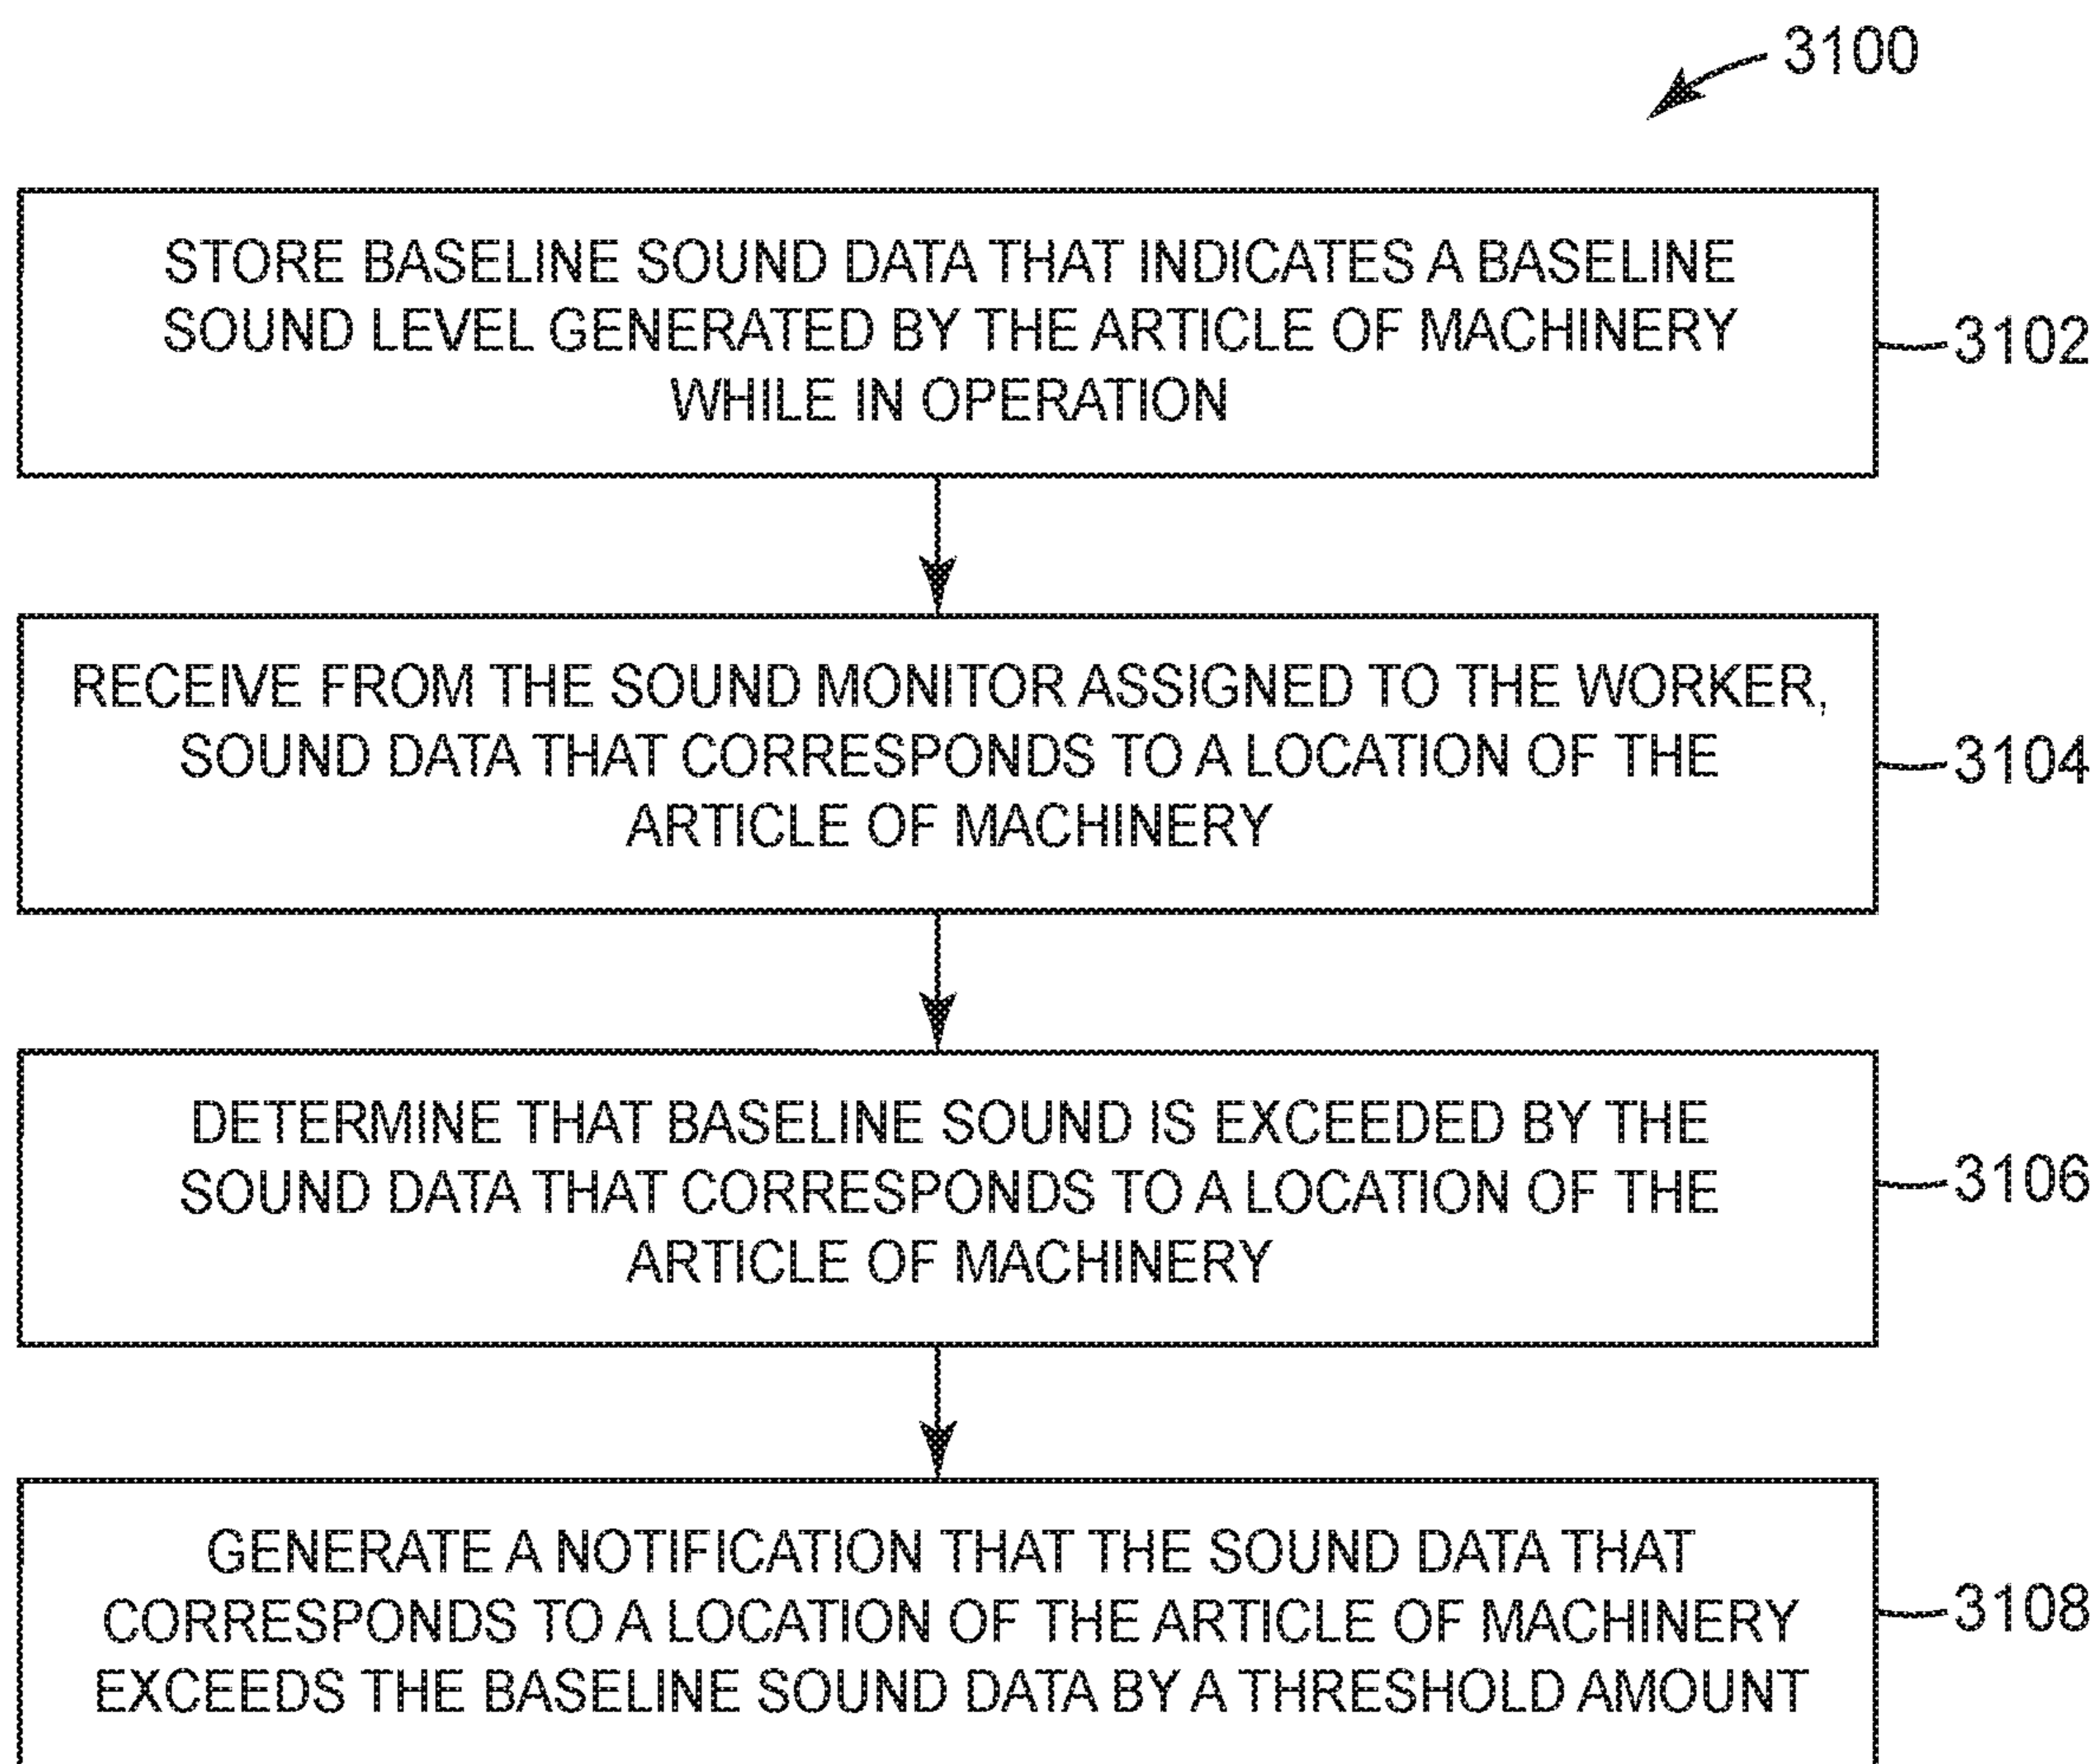 3100
STORE BASELINE SOUND DATA THAT INDICATES A BASELINE
SOUND LEVEL GENERATED BY THE ARTICLE OF MACHINERY
WHILE IN OPERATION
3102
RECEIVE FROM THE SOUND MONITOR ASSIGNED TO THE WORKER,
SOUND DATA THAT CORRESPONDS TO A LOCATION OF THE
ARTICLE OF MACHINERY
3104
DETERMINE THAT BASELINE SOUND IS EXCEEDED BY THE
SOUND DATA THAT CORRESPONDS TO A LOCATION OF THE
ARTICLE OF MACHINERY
3106
GENERATE A NOTIFICATION THAT THE SOUND DATA THAT
CORRESPONDS TO A LOCATION OF THE ARTICLE OF MACHINERY
EXCEEDS THE BASELINE SOUND DATA BY A THRESHOLD AMOUNT
3108